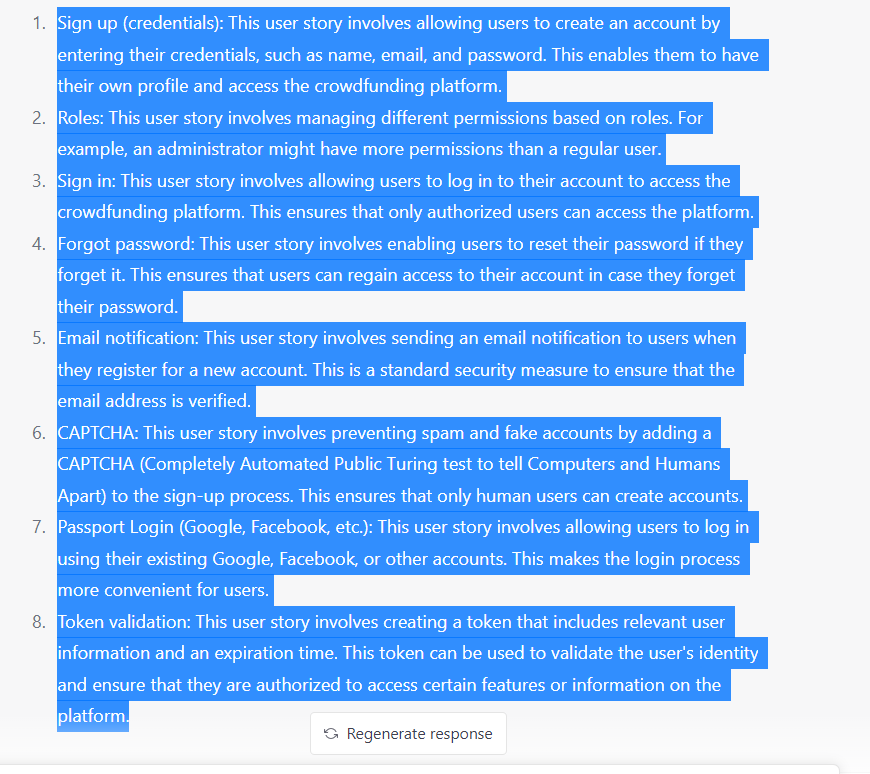 1. Sign up (credentials): This user story involves allowing users to create an account by
entering their credentials, such as name, email, and password. This enables them to have
their own profile and access the crowdfunding platform.
2. Roles: This user story involves managing different permissions based on roles. For
example, an administrator might have more permissions than a regular user.
3. Sign in: This user story involves allowing users to log in to their account to access the
crowdfunding platform. This ensures that only authorized users can access the platform.
4. Forgot password: This user story involves enabling users to reset their password if they
forget it. This ensures that users can regain access to their account in case they forget
their password.
5. Email notification: This user story involves sending an email notification to users when
they register for a new account. This is a standard security measure to ensure that the
email address is verified.
6. CAPTCHA: This user story involves preventing spam and fake accounts by adding a
CAPTCHA (Completely Automated Public Turing test to tell Computers and Humans
Apart) to the sign-up process. This ensures that only human users can create accounts.
7. Passport Login (Google, Facebook, etc.): This user story involves allowing users to log in
using their existing Google, Facebook, or other accounts. This makes the login process
more convenient for users.
8. Token validation: This user story involves creating a token that includes relevant user
information and an expiration time. This token can be used to validate the user's identity
and ensure that they are authorized to access certain features or information on the
platform.
Regenerate response